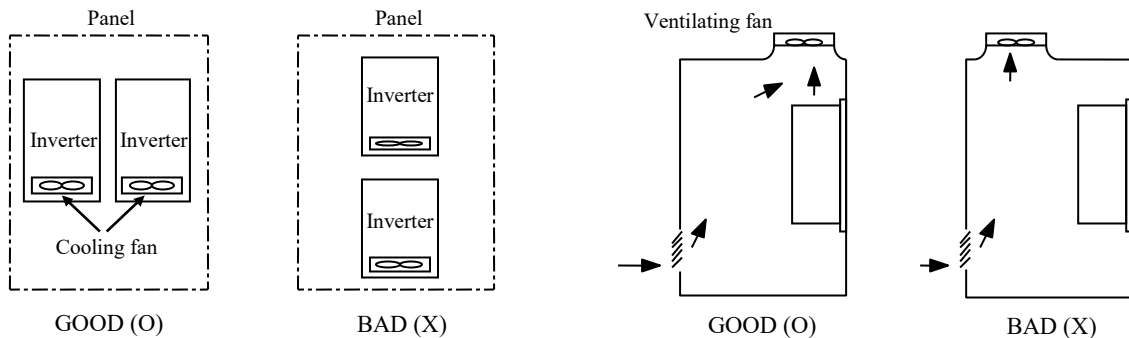 Panel
Inverter
Inverter
Cooling fan
GOOD (O)
Panel
Inverter
Inverter
BAD (X)
Ventilating fan
GOOD (O)
BAD (X)